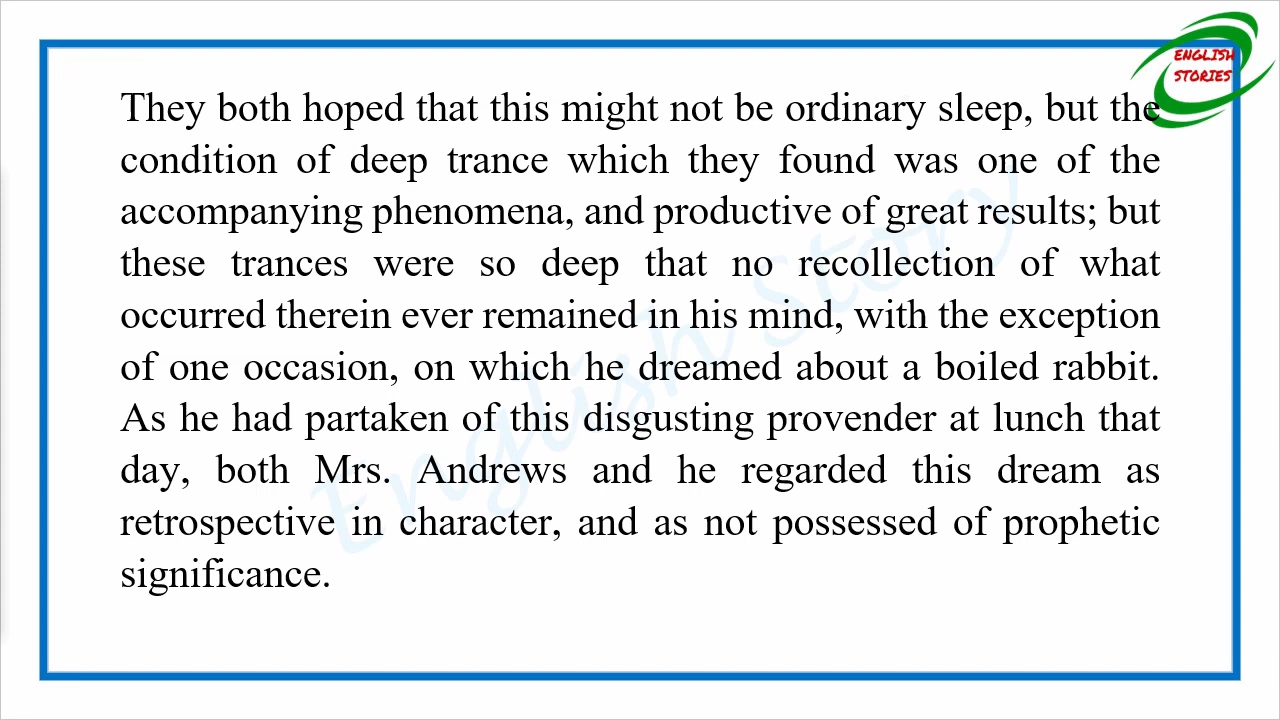 ENGLISH
STORIES
They both hoped that this might not be ordinary sleep, but the
condition of deep trance which they found was one of the
accompanying phenomena, and productive of great results; but
these trances were so deep that no recollection of what
occurred therein ever remained in his mind, with the exception
of one occasion, on which he dreamed about a boiled rabbit.
As he had partaken of this disgusting provender at lunch that
day, both Mrs. Andrews and he regarded this dream as
retrospective in character, and as not possessed of prophetic
significance.
English Story